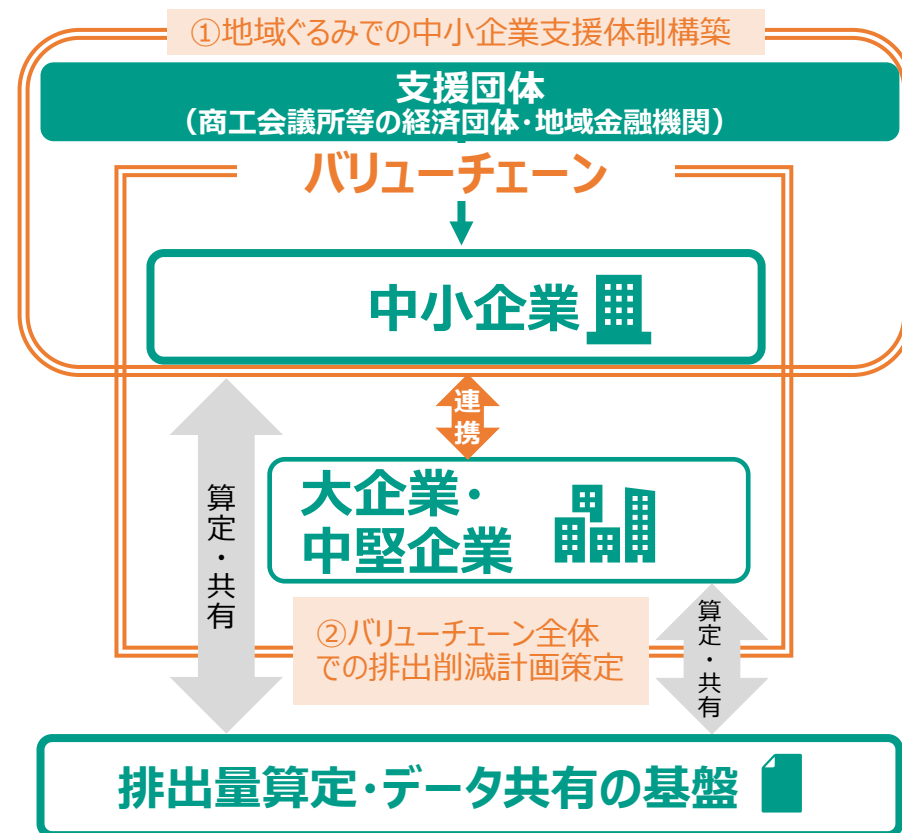 ①地域ぐるみでの中小企業支援体制構築
支援団体
（商工会議所等の経済団体・地域金融機関）
バリューチェーン
中小企業
連携
大企業・
中堅企業
算定・共有
②バリューチェーン全体
での排出削減計画策定
算定・共有
排出量算定・データ共有の基盤